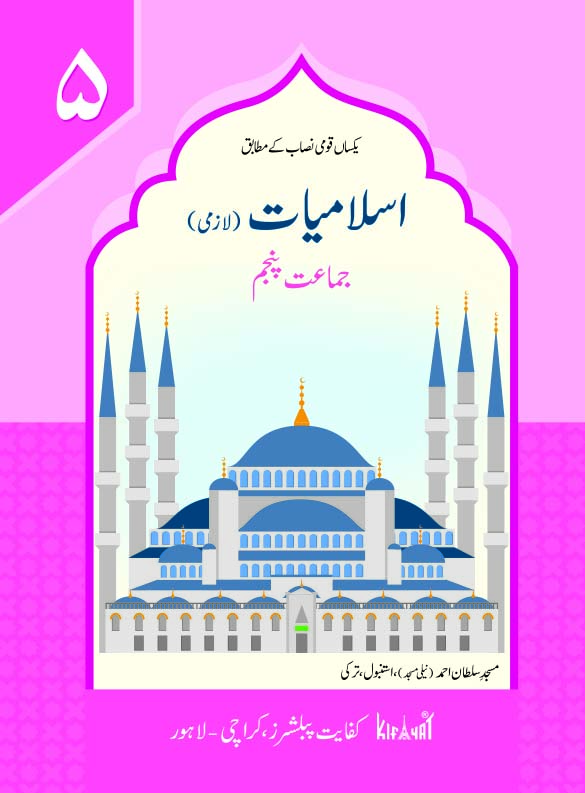 ۵
یکساں قومی نصاب کے مطابق
اسلامیات (لازمی)
جماعت پنجم
مسجدِ سلطان احمد (نیلی مسجد)، استنبول، ترکی
KIFAYAT® کفایت پبلشرز، کراچی - لاہور